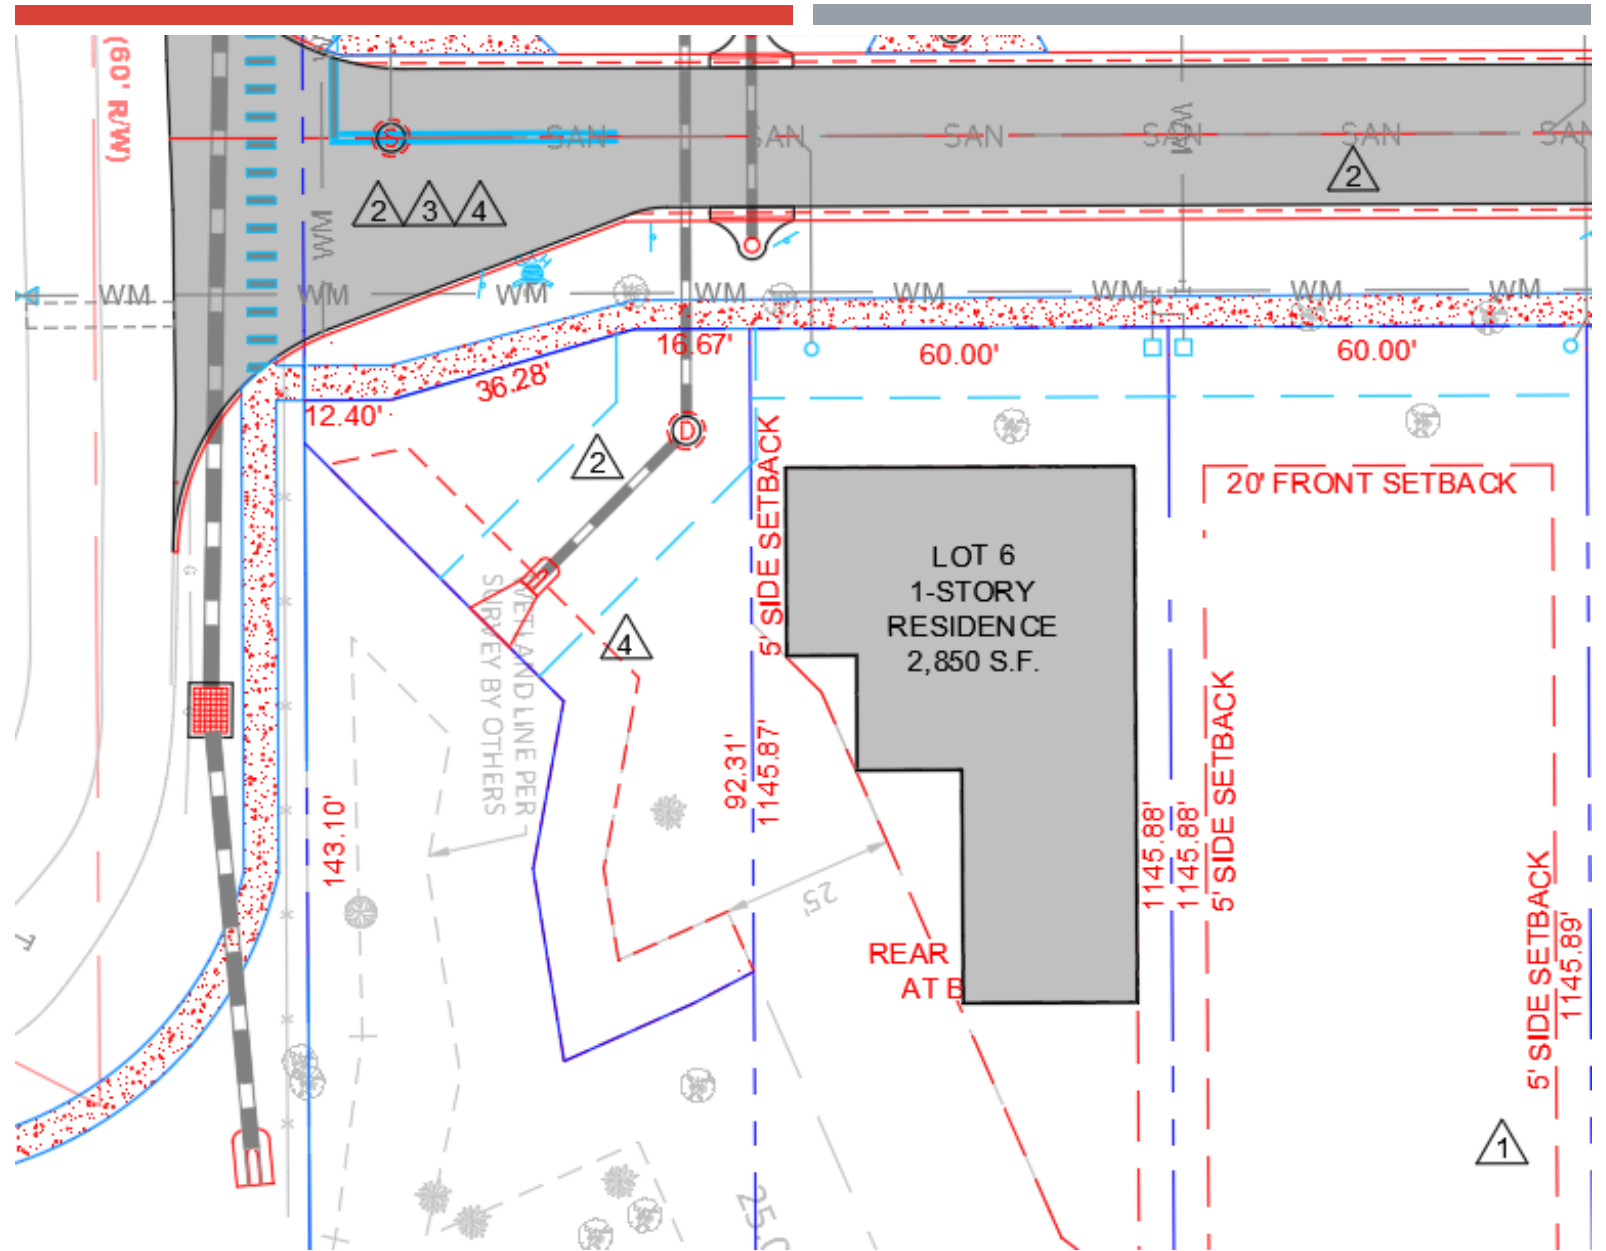 (60' R/W)
S
SAN
SAN
SAN
SAN
SAN
SAN
WM
2
3
4
2
WM
WM
WM
WM
WM
WM
WM
WM
WM
12.40'
36.28'
16.67'
60.00'
60.00'
D
2
G
5' SIDE SETBACK
20' FRONT SETBACK
LOT 6
1-STORY
RESIDENCE
2,850 S.F.
WETLAND LINE PER
SURVEY BY OTHERS
4
143.10'
92.31'
1145.87'
25'
1145.88'
1145.88'
5' SIDE SETBACK
REAR
AT B
5' SIDE SETBACK
1145.89'
1
25.0